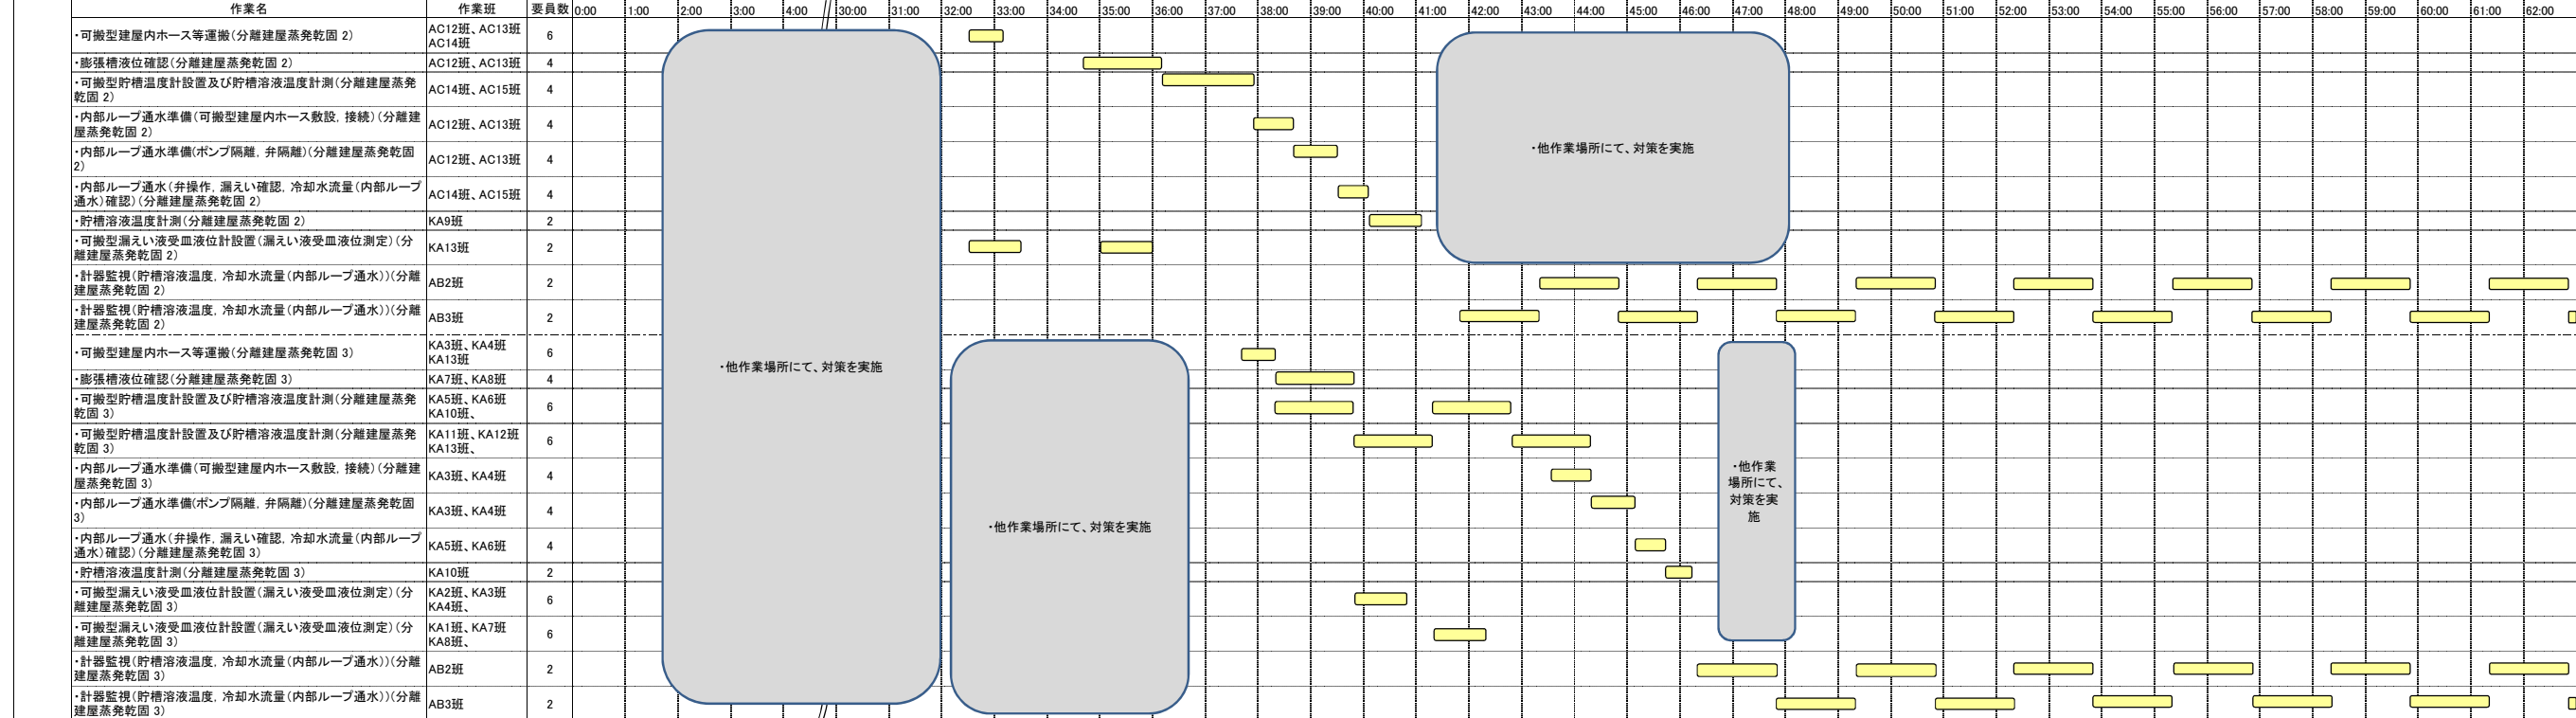 作業名 作業班 要員数 0:00 1:00 2:00 3:00 4:00 30:00 31:00 32:00 33:00 34:00 35:00 36:00 37:00 38:00 39:00 40:00 41:00 42:00 43:00 44:00 45:00 46:00 47:00 48:00 49:00 50:00 51:00 52:00 53:00 54:00 55:00 56:00 57:00 58:00 59:00 60:00 61:00 62:00
・可搬型建屋内ホース等運搬(分離建屋蒸発乾固 2) AC12班、AC13班 6
AC14班
・膨張槽液位確認(分離建屋蒸発乾固 2) AC12班、AC13班 4
・可搬型貯槽温度計設置及び貯槽溶液温度計測(分離建屋蒸発 AC14班、AC15班 4
乾固 2)
・内部ループ通水準備(可搬型建屋内ホース敷設, 接続)(分離建 AC12班、AC13班 4
屋蒸発乾固 2)
・内部ループ通水準備(ポンプ隔離, 弁隔離)(分離建屋蒸発乾固 AC12班、AC13班 4
2)
・内部ループ通水(弁操作, 漏えい確認, 冷却水流量(内部ループ AC14班、AC15班 4
通水)確認)(分離建屋蒸発乾固 2)
・貯槽溶液温度計測(分離建屋蒸発乾固 2) KA9班 2
・可搬型漏えい液受皿液位計設置(漏えい液受皿液位測定)(分 KA13班 2
離建屋蒸発乾固 2)
・計器監視(貯槽溶液温度, 冷却水流量(内部ループ通水))(分離 AB2班 2
建屋蒸発乾固 2)
・計器監視(貯槽溶液温度, 冷却水流量(内部ループ通水))(分離 AB3班 2
建屋蒸発乾固 2)
・可搬型建屋内ホース等運搬(分離建屋蒸発乾固 3) KA3班、KA4班 6
KA13班
・膨張槽液位確認(分離建屋蒸発乾固 3) KA7班、KA8班 4
・可搬型貯槽温度計設置及び貯槽溶液温度計測(分離建屋蒸発 KA5班、KA6班 6
乾固 3) KA10班、
・可搬型貯槽温度計設置及び貯槽溶液温度計測(分離建屋蒸発 KA11班、KA12班 6
乾固 3) KA13班、
・内部ループ通水準備(可搬型建屋内ホース敷設, 接続)(分離建 KA3班、KA4班 4
屋蒸発乾固 3)
・内部ループ通水準備(ポンプ隔離, 弁隔離)(分離建屋蒸発乾固 KA3班、KA4班 4
3)
・内部ループ通水(弁操作, 漏えい確認, 冷却水流量(内部ループ KA5班、KA6班 4
通水)確認)(分離建屋蒸発乾固 3)
・貯槽溶液温度計測(分離建屋蒸発乾固 3) KA10班 2
・可搬型漏えい液受皿液位計設置(漏えい液受皿液位測定)(分 KA2班、KA3班 6
離建屋蒸発乾固 3) KA4班、
・可搬型漏えい液受皿液位計設置(漏えい液受皿液位測定)(分 KA1班、KA7班 6
離建屋蒸発乾固 3) KA8班、
・計器監視(貯槽溶液温度, 冷却水流量(内部ループ通水))(分離 AB2班 2
建屋蒸発乾固 3)
・計器監視(貯槽溶液温度, 冷却水流量(内部ループ通水))(分離 AB3班 2
建屋蒸発乾固 3)
・他作業場所にて、対策を実施
・他作業場所にて、対策を実施
・他作業場所にて、対策を実施
・他作業
場所にて、
対策を実
施